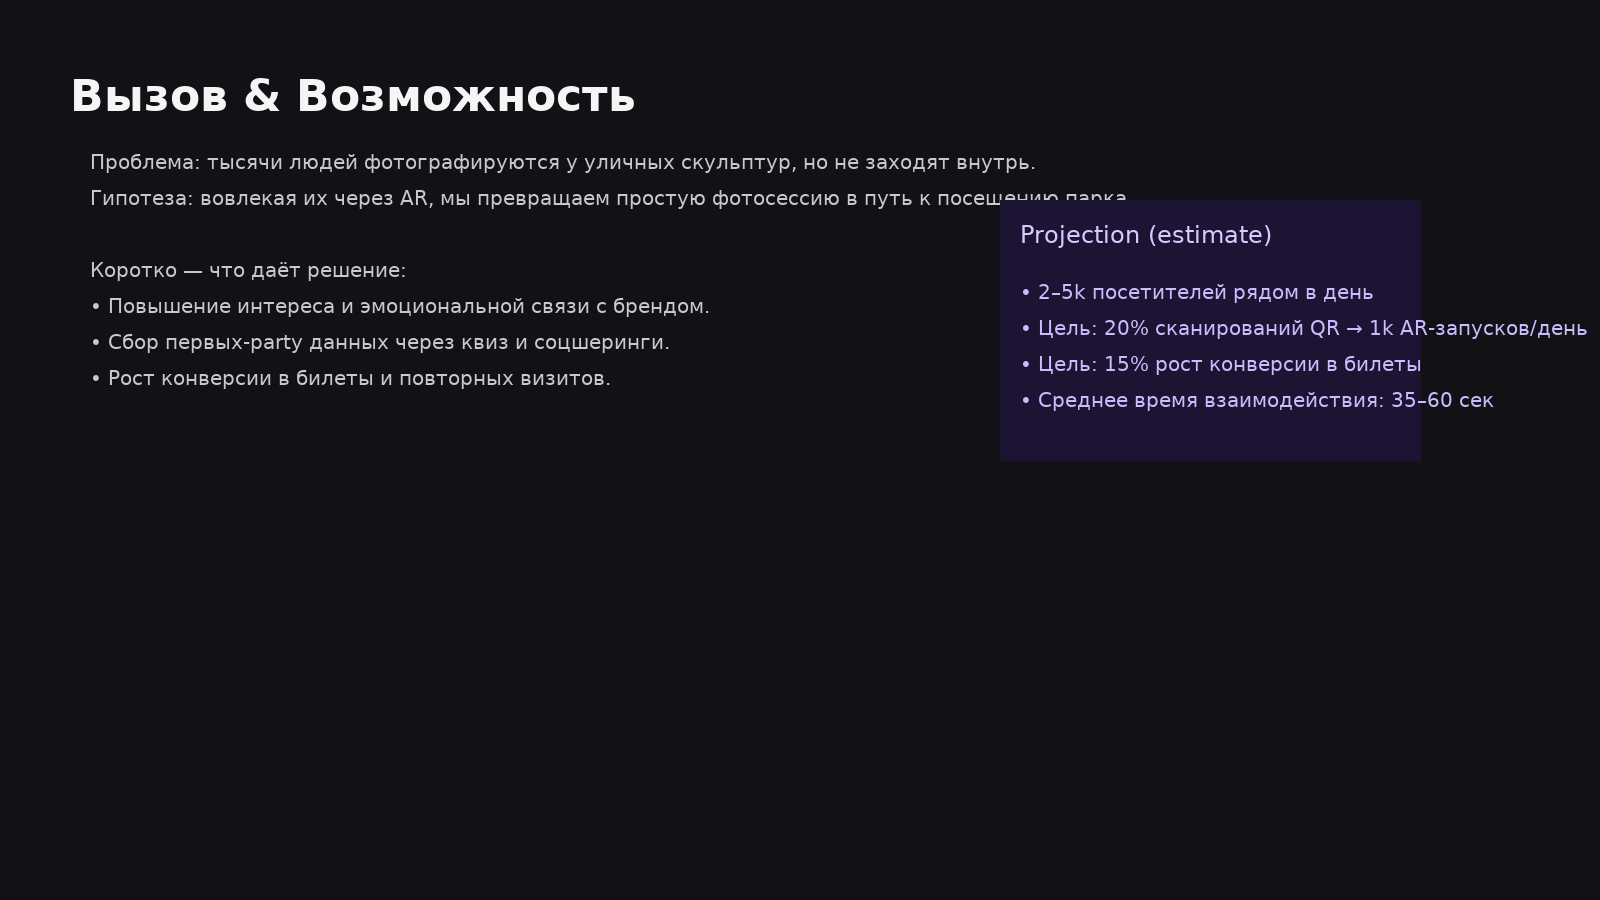 Вызов & Возможность
Проблема: тысячи людей фотографируются у уличных скульптур, но не заходят внутрь.
Гипотеза: вовлекая их через AR, мы превращаем простую фотосессию в путь к посещению парка.
Коротко — что даёт решение:
• Повышение интереса и эмоциональной связи с брендом.
• Сбор первых-party данных через квиз и соцшеринги.
• Рост конверсии в билеты и повторных визитов.
Projection (estimate)
• 2–5k посетителей рядом в день
• Цель: 20% сканирований QR → 1k AR-запусков/день
• Цель: 15% рост конверсии в билеты
• Среднее время взаимодействия: 35–60 сек